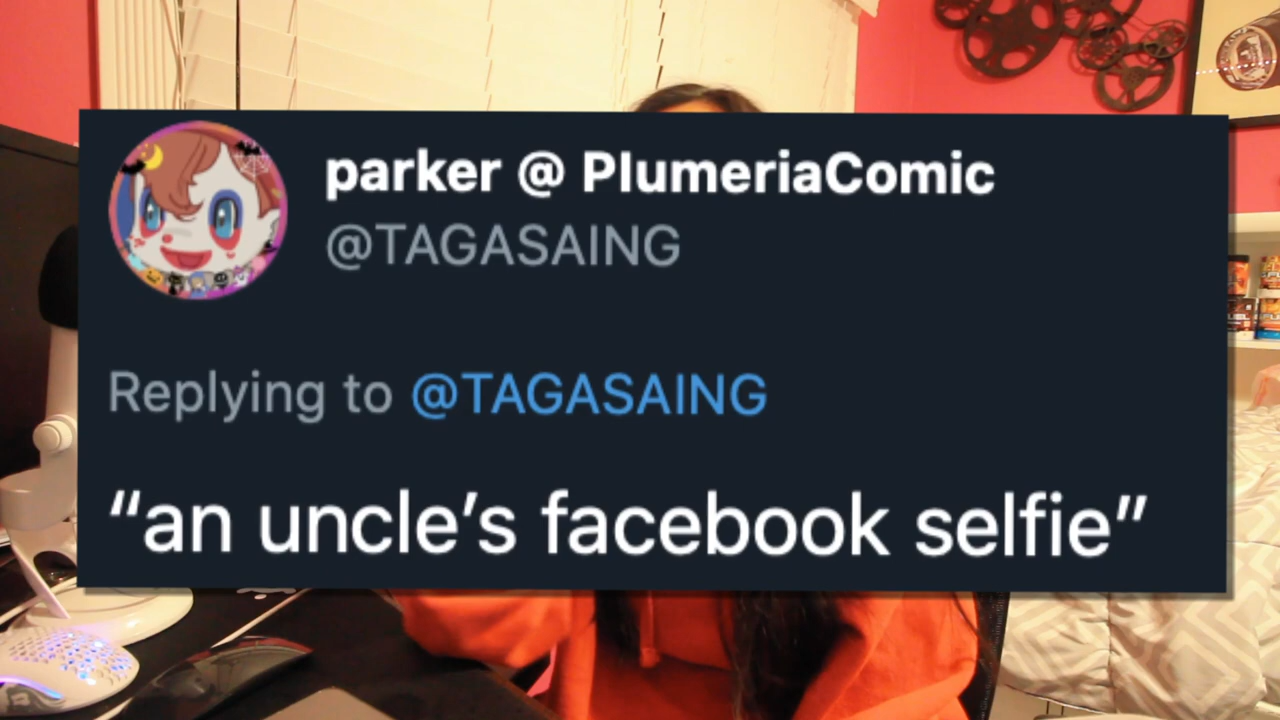 parker @ PlumeriaComic
@TAGASAING
Replying to @TAGASAING
“an uncle’s facebook selfie”